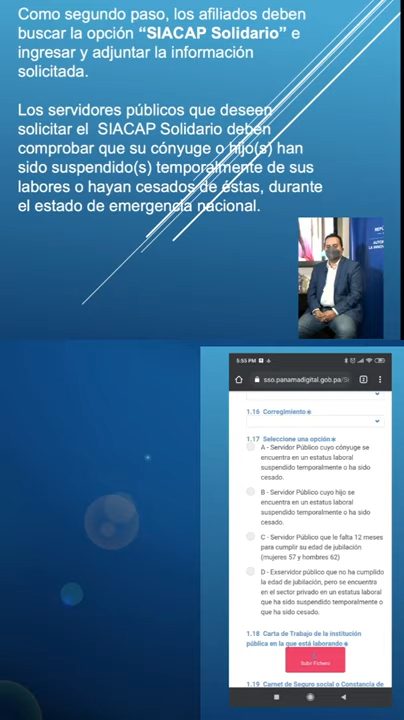 Como segundo paso, los afiliados deben
buscar la opción “SIACAP Solidario” e
ingresar y adjuntar la información
solicitada.
Los servidores públicos que deseen
solicitar el SIACAP Solidario deben
comprobar que su cónyuge o hijo(s) han
sido suspendido(s) temporalmente de sus
labores o hayan cesados de éstas, durante
el estado de emergencia nacional.
5:55 PM
sso.panamadigital.gob.pa/
1.16 Corregimiento
1.17 Seleccione una opción
A - Servidor Público cuyo cónyuge se
encuentra en un estatus laboral
suspendido temporalmente o ha sido
cesado.
B - Servidor Público cuyo hijo se
encuentra en un estatus laboral
suspendido temporalmente o ha sido
cesado.
C - Servidor Público que le falta 12 meses
para cumplir su edad de jubilación
(mujeres 57 y hombres 62)
D - Exservidor público que no ha cumplido
la edad de jubilación, pero se encuentra
en el sector privado en un estatus laboral
que ha sido suspendido temporalmente o
que ha sido cesado.
1.18 Carta de Trabajo de la institución
pública en la que está laborando
Subir Fichero
1.19 Carnet de Seguro social o Constancia de